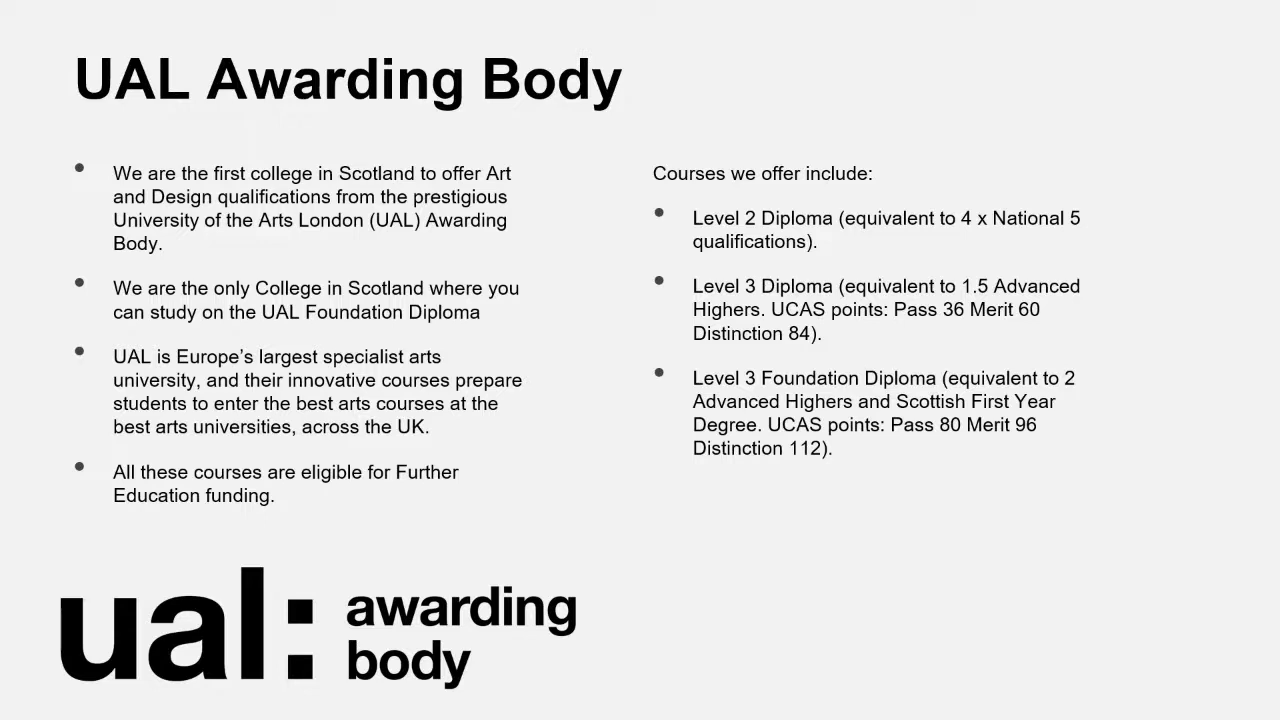 UAL Awarding Body
We are the first college in Scotland to offer Art
and Design qualifications from the prestigious
University of the Arts London (UAL) Awarding
Body.
We are the only College in Scotland where you
can study on the UAL Foundation Diploma
UAL is Europe’s largest specialist arts
university, and their innovative courses prepare
students to enter the best arts courses at the
best arts universities, across the UK.
All these courses are eligible for Further
Education funding.
Courses we offer include:
Level 2 Diploma (equivalent to 4 x National 5
qualifications).
Level 3 Diploma (equivalent to 1.5 Advanced
Highers. UCAS points: Pass 36 Merit 60
Distinction 84).
Level 3 Foundation Diploma (equivalent to 2
Advanced Highers and Scottish First Year
Degree. UCAS points: Pass 80 Merit 96
Distinction 112).
ual:
awarding
body